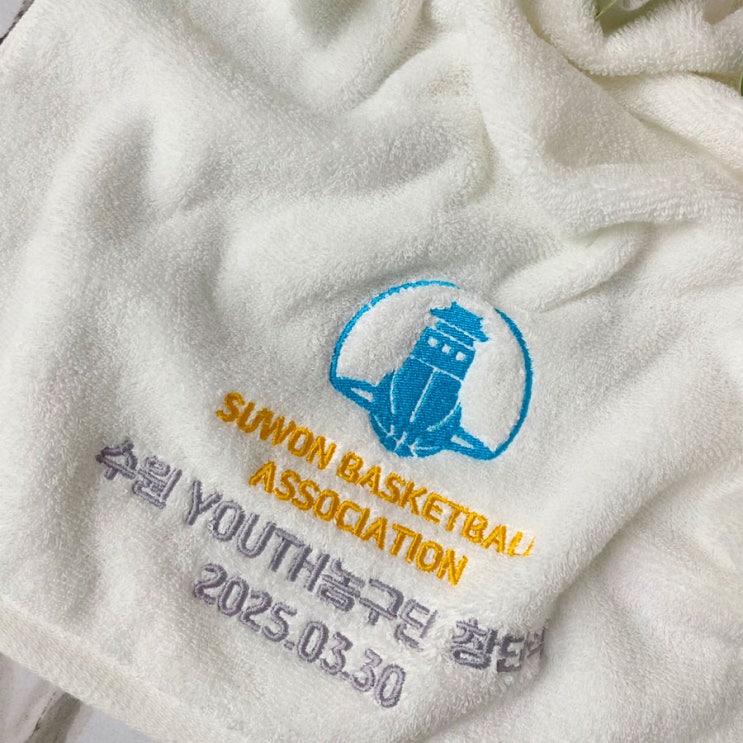 SUWON BASKETBALL
ASSOCIATION
수원 YOUTH농구단 창단
2025.03.30